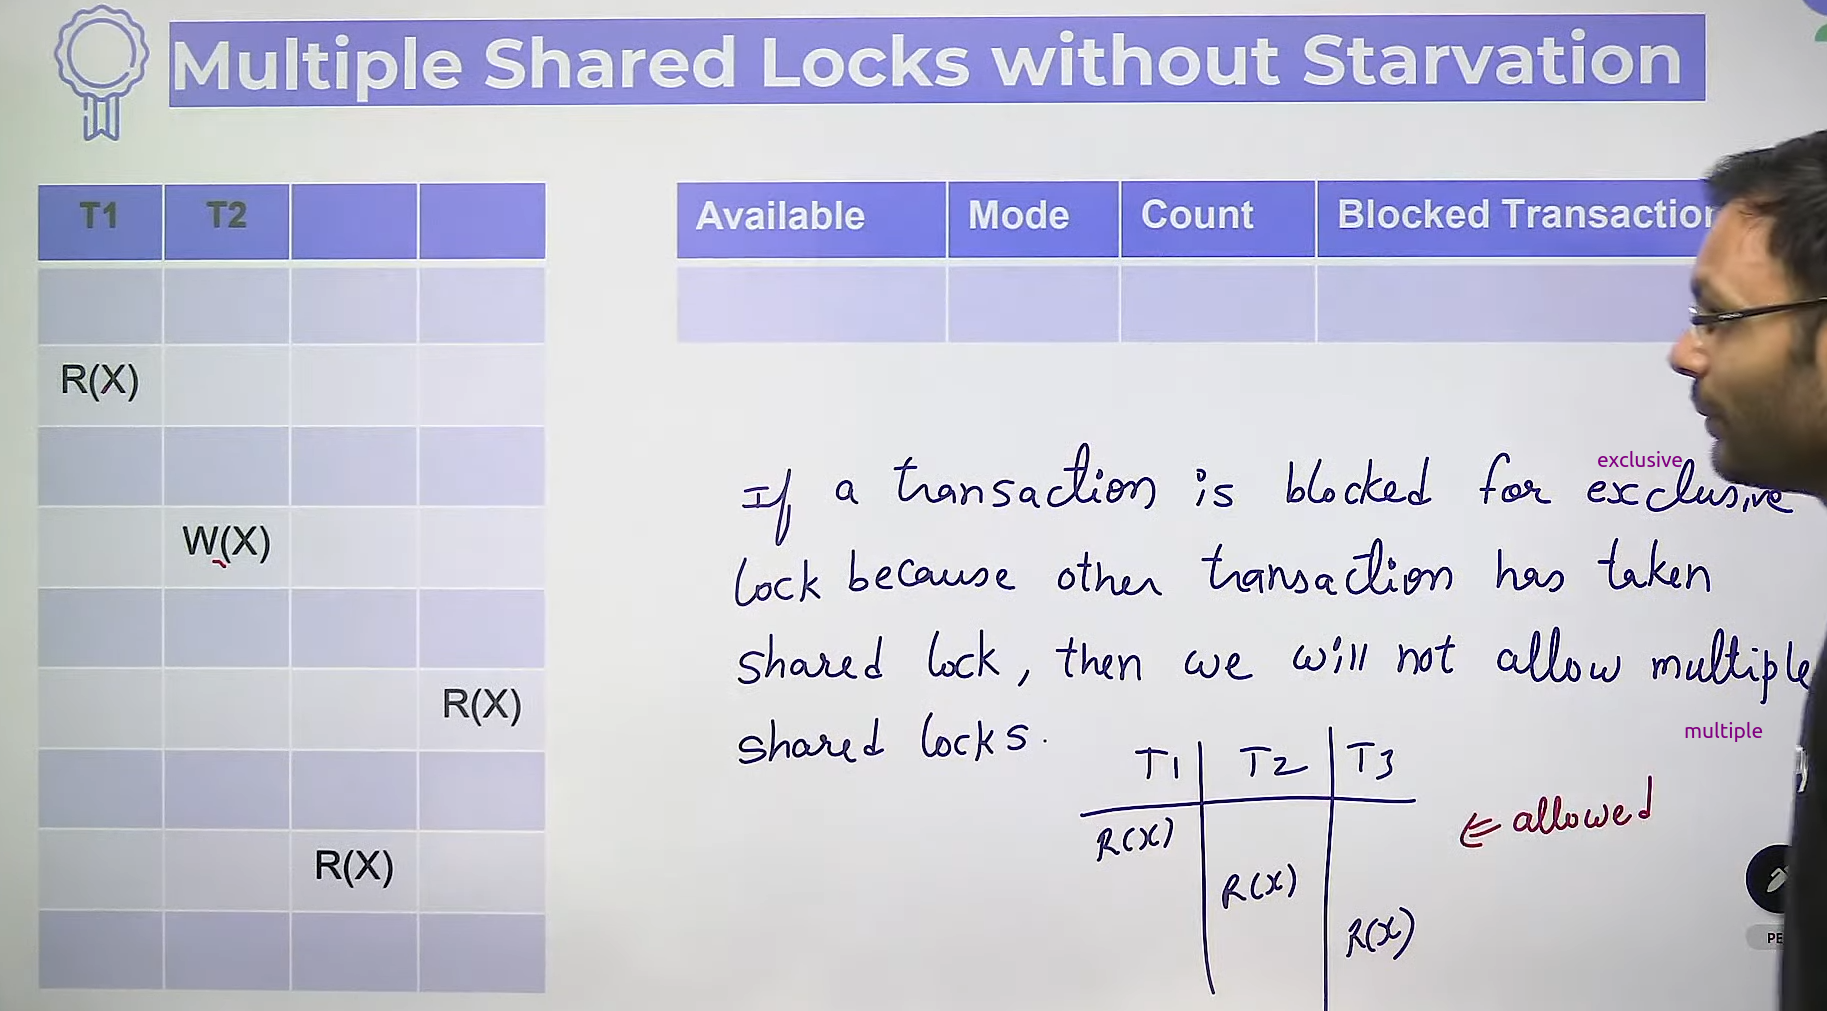 Multiple Shared Locks without Starvation
T1 T2
Available Mode Count Blocked Transaction
R(X)
W(X)
R(X)
R(X)
If a transaction is blocked for exclusive
exclusive
lock because other transaction has taken
shared lock, then we will not allow multiple
shared locks.
multiple
T1 T2 T3
R(X)
R(X)
R(X)
allowed